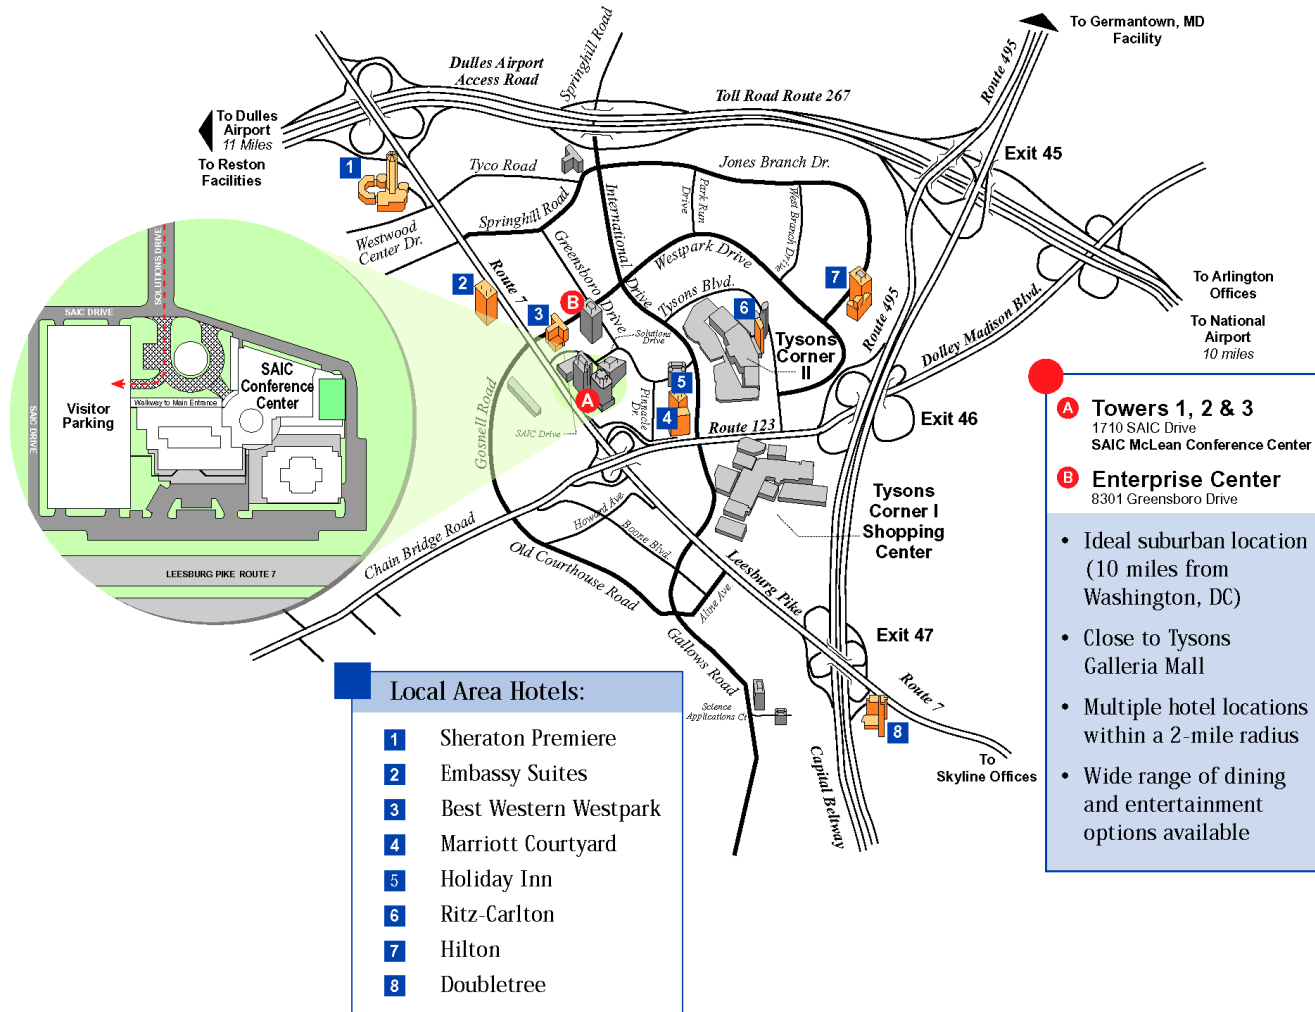 To Germantown, MD
Facility
Springhill Road
Route 495
Dulles Airport
Access Road
Toll Road Route 267
To Dulles
Airport
11 Miles
To Reston
Facilities
1
Tyco Road
Jones Branch Dr.
Exit 45
Springhill Road
International Drive
Park Run
Drive
West Branch Drive
Westwood
Center Dr.
Route 7
Greensboro Drive
Westpark Drive
Tysons Blvd.
2
3
B
6
7
Route 495
Dolley Madison Blvd.
To Arlington
Offices
To National
Airport
10 miles
Solutions Drive
Tysons
Corner
II
5
4
A
Pinnacle Dr.
SAIC Drive
Route 123
Exit 46
Gosnell Road
SOLUTIONS DRIVE
SAIC DRIVE
SAIC
Conference
Center
Visitor
Parking
Walkway to Main Entrance
SAIC DRIVE
LEESBURG PIKE ROUTE 7
Chain Bridge Road
Howard Ave.
Boone Blvd.
Old Courthouse Road
Aline Ave.
Leesburg Pike
Tysons
Corner I
Shopping
Center
Exit 47
Gallows Road
Route 7
Science
Applications Ct
8
Capital Beltway
To
Skyline Offices
A Towers 1, 2 & 3
1710 SAIC Drive
SAIC McLean Conference Center
B Enterprise Center
8301 Greensboro Drive
• Ideal suburban location
(10 miles from
Washington, DC)
• Close to Tysons
Galleria Mall
• Multiple hotel locations
within a 2-mile radius
• Wide range of dining
and entertainment
options available
Local Area Hotels:
1 Sheraton Premiere
2 Embassy Suites
3 Best Western Westpark
4 Marriott Courtyard
5 Holiday Inn
6 Ritz-Carlton
7 Hilton
8 Doubletree